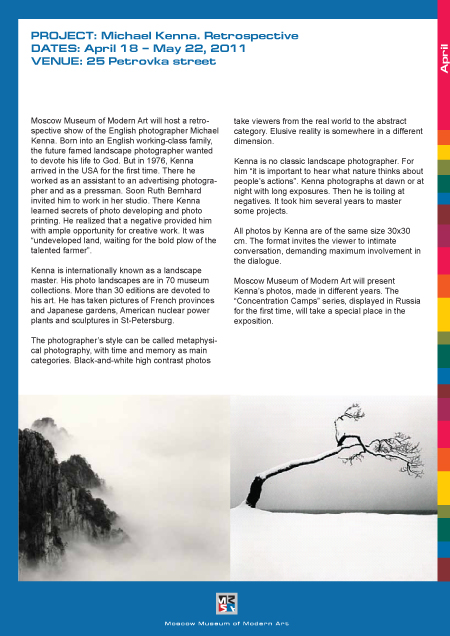 PROJECT: Michael Kenna. Retrospective
DATES: April 18 – May 22, 2011
VENUE: 25 Petrovka street
April
Moscow Museum of Modern Art will host a retro-
spective show of the English photographer Michael
Kenna. Born into an English working-class family,
the future famed landscape photographer wanted
to devote his life to God. But in 1976, Kenna
arrived in the USA for the first time. There he
worked as an assistant to an advertising photogra-
pher and as a pressman. Soon Ruth Bernhard
invited him to work in her studio. There Kenna
learned secrets of photo developing and photo
printing. He realized that a negative provided him
with ample opportunity for creative work. It was
“undeveloped land, waiting for the bold plow of the
talented farmer”.
Kenna is internationally known as a landscape
master. His photo landscapes are in 70 museum
collections. More than 30 editions are devoted to
his art. He has taken pictures of French provinces
and Japanese gardens, American nuclear power
plants and sculptures in St-Petersburg.
The photographer’s style can be called metaphysi-
cal photography, with time and memory as main
categories. Black-and-white high contrast photos
take viewers from the real world to the abstract
category. Elusive reality is somewhere in a different
dimension.
Kenna is no classic landscape photographer. For
him “it is important to hear what nature thinks about
people’s actions”. Kenna photographs at dawn or at
night with long exposures. Then he is toiling at
negatives. It took him several years to master
some projects.
All photos by Kenna are of the same size 30x30
cm. The format invites the viewer to intimate
conversation, demanding maximum involvement in
the dialogue.
Moscow Museum of Modern Art will present
Kenna’s photos, made in different years. The
“Concentration Camps” series, displayed in Russia
for the first time, will take a special place in the
exposition.
Moscow Museum of Modern Art